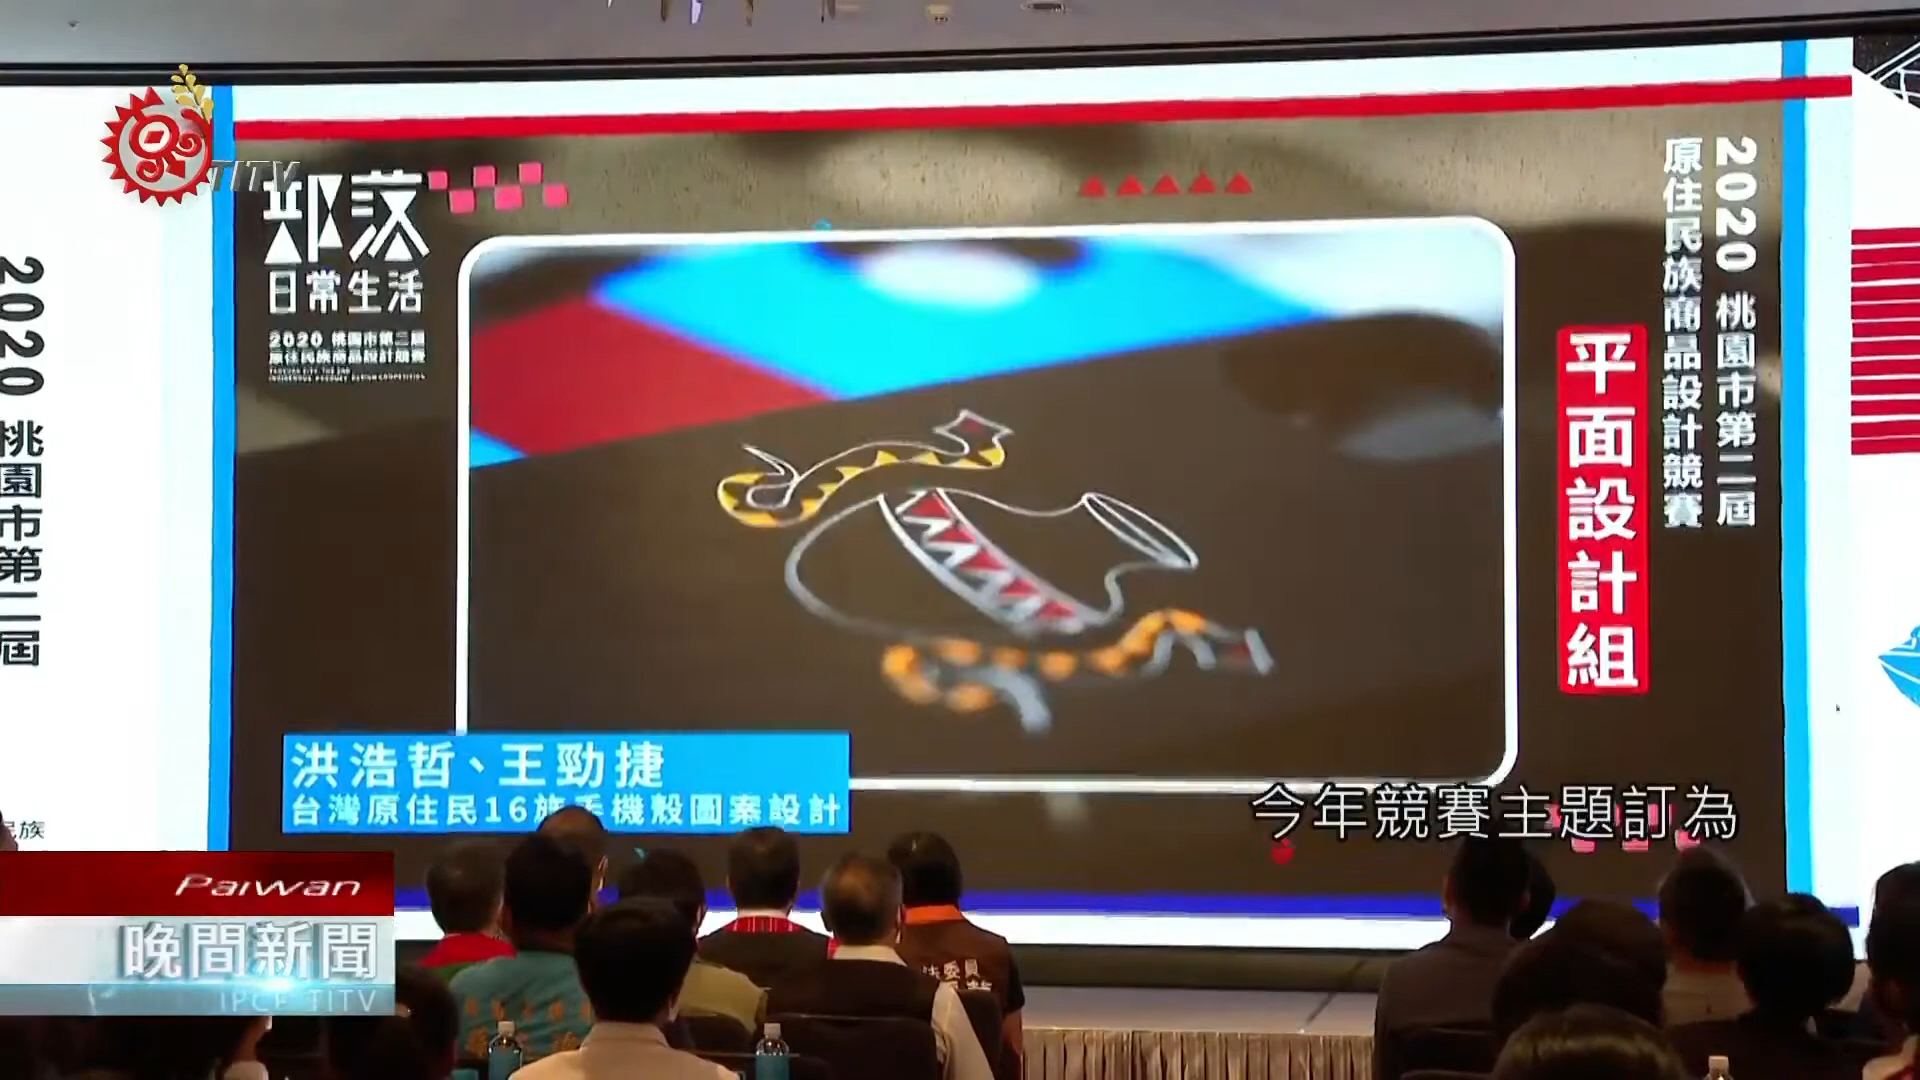 TITV
部落
日常生活
2020 桃園市第二屆
原住民族商品設計競賽
2020 桃園市第二屆
原住民族商品設計競賽
平面設計組
2020 桃園市第二屆
民族
洪浩哲、王勁捷
台灣原住民16族手機殼圖案設計
今年競賽主題訂為
Paiwan
晚間新聞
IPCF TITV
委員